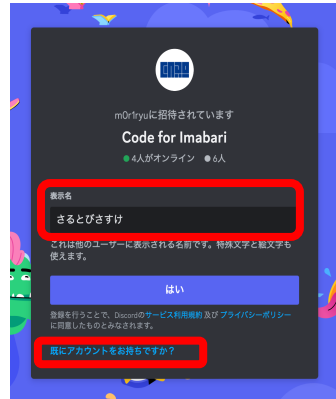 m0r1ryuに招待されています
Code for Imabari
4人がオンライン 6人
表示名
さるとびさすけ
これは他のユーザーに表示される名前です。特殊文字と絵文字も
使えます。
はい
登録を行うことで、Discordのサービス利用規約 及び プライバシーポリシー
に同意したものとみなされます。
既にアカウントをお持ちですか？